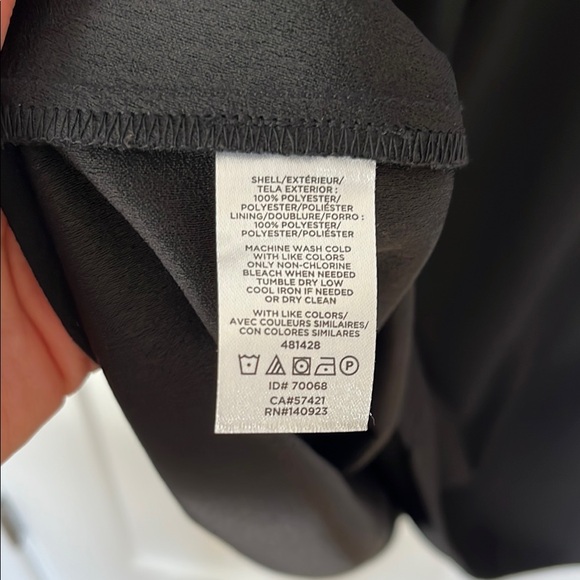 SHELL/EXTÉRIEUR/
TELA EXTERIOR :
100% POLYESTER/
POLYESTER/POLIÉSTER
LINING/DOUBLURE/FORRO :
100% POLYESTER/
POLYESTER/POLIÉSTER
MACHINE WASH COLD
WITH LIKE COLORS
ONLY NON-CHLORINE
BLEACH WHEN NEEDED
TUMBLE DRY LOW
COOL IRON IF NEEDED
OR DRY CLEAN
WITH LIKE COLORS/
AVEC COULEURS SIMILAIRES/
CON COLORES SIMILARES
481428
P
ID# 70068
CA#57421
RN#140923